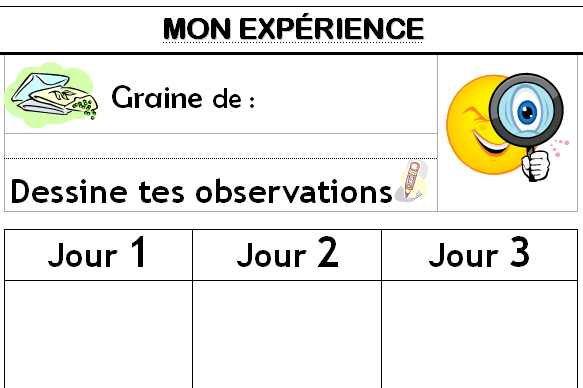 MON EXPÉRIENCE
Graine de :
Dessine tes observations
Jour 1 Jour 2 Jour 3